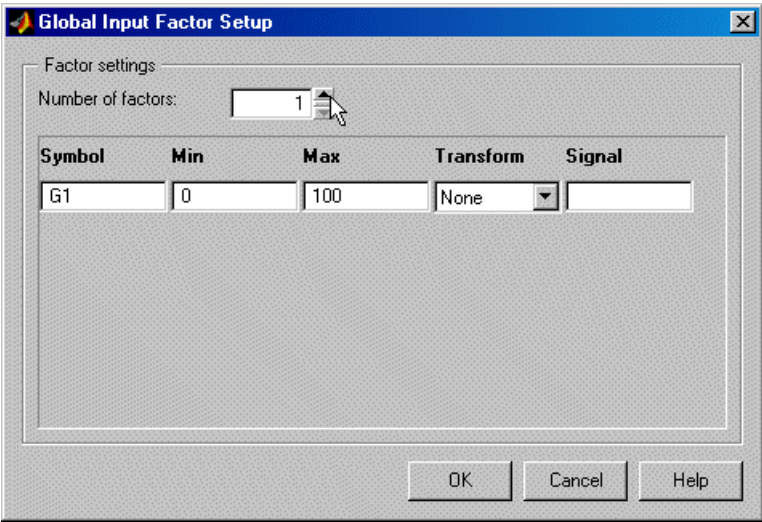 Global Input Factor Setup
Factor settings
Number of factors: 1
Symbol Min Max Transform Signal
G1 0 100 None
OK Cancel Help